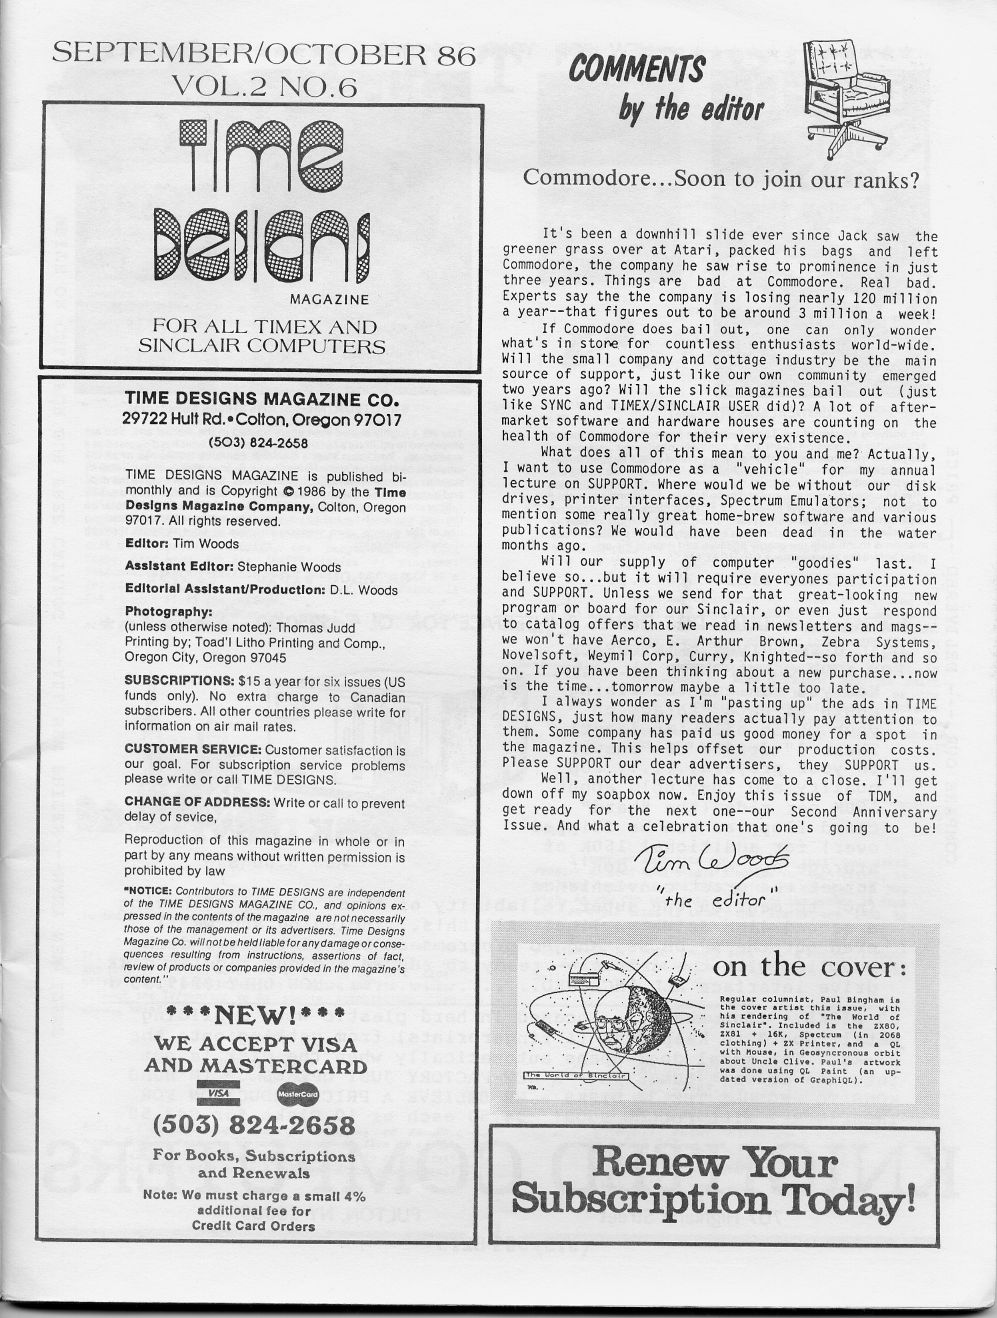 SEPTEMBER/OCTOBER 86
VOL.2 NO.6
TIME
DESIGNS
MAGAZINE
FOR ALL TIMEX AND
SINCLAIR COMPUTERS
TIME DESIGNS MAGAZINE CO.
29722 Hult Rd.•Colton, Oregon 97017
(503) 824-2658
TIME DESIGNS MAGAZINE is published bi-
monthly and is Copyright © 1986 by the Time
Designs Magazine Company, Colton, Oregon
97017. All rights reserved.
Editor: Tim Woods
Assistant Editor: Stephanie Woods
Editorial Assistant/Production: D.L. Woods
Photography:
(unless otherwise noted): Thomas Judd
Printing by; Toad'l Litho Printing and Comp.,
Oregon City, Oregon 97045
SUBSCRIPTIONS: $15 a year for six issues (US
funds only). No extra charge to Canadian
subscribers. All other countries please write for
information on air mail rates.
CUSTOMER SERVICE: Customer satisfaction is
our goal. For subscription service problems
please write or call TIME DESIGNS.
CHANGE OF ADDRESS: Write or call to prevent
delay of sevice,
Reproduction of this magazine in whole or in
part by any means without written permission is
prohibited by law
"NOTICE: Contributors to TIME DESIGNS are independent
of the TIME DESIGNS MAGAZINE CO., and opinions ex-
pressed in the contents of the magazine are not necessarily
those of the management or its advertisers. Time Designs
Magazine Co. will not be held liable for any damage or conse-
quences resulting from instructions, assertions of fact,
review of products or companies provided in the magazine's
content."
***NEW!***
WE ACCEPT VISA
AND MASTERCARD
VISA MasterCard
(503) 824-2658
For Books, Subscriptions
and Renewals
Note: We must charge a small 4%
additional fee for
Credit Card Orders
COMMENTS
by the editor
Commodore...Soon to join our ranks?
It's been a downhill slide ever since Jack saw the
greener grass over at Atari, packed his bags and left
Commodore, the company he saw rise to prominence in just
three years. Things are bad at Commodore. Real bad.
Experts say the the company is losing nearly 120 million
a year--that figures out to be around 3 million a week!
If Commodore does bail out, one can only wonder
what's in store for countless enthusiasts world-wide.
Will the small company and cottage industry be the main
source of support, just like our own community emerged
two years ago? Will the slick magazines bail out (just
like SYNC and TIMEX/SINCLAIR USER did)? A lot of after-
market software and hardware houses are counting on the
health of Commodore for their very existence.
What does all of this mean to you and me? Actually,
I want to use Commodore as a "vehicle" for my annual
lecture on SUPPORT. Where would we be without our disk
drives, printer interfaces, Spectrum Emulators; not to
mention some really great home-brew software and various
publications? We would have been dead in the water
months ago.
Will our supply of computer "goodies" last. I
believe so...but it will require everyones participation
and SUPPORT. Unless we send for that great-looking new
program or board for our Sinclair, or even just respond
to catalog offers that we read in newsletters and mags--
we won't have Aerco, E. Arthur Brown, Zebra Systems,
Novelsoft, Weymil Corp, Curry, Knighted--so forth and so
on. If you have been thinking about a new purchase...now
is the time...tomorrow maybe a little too late.
I always wonder as I'm "pasting up" the ads in TIME
DESIGNS, just how many readers actually pay attention to
them. Some company has paid us good money for a spot in
the magazine. This helps offset our production costs.
Please SUPPORT our dear advertisers, they SUPPORT us.
Well, another lecture has come to a close. I'll get
down off my soapbox now. Enjoy this issue of TDM, and
get ready for the next one--our Second Anniversary
Issue. And what a celebration that one's going to be!
Tim Woods
"the editor"
on the cover:
Regular columnist, Paul Bingham is
the cover artist this issue, with
his rendering of "The World of
Sinclair". Included is the ZX80,
ZX81 + 16K, Spectrum (in 2068
clothing) + ZX Printer, and a QL
with Mouse, in Geosyncronous orbit
about Uncle Clive. Paul's artwork
was done using QL Paint (an up-
dated version of GraphiQL).
The World of Sinclair
Renew Your
Subscription Today!